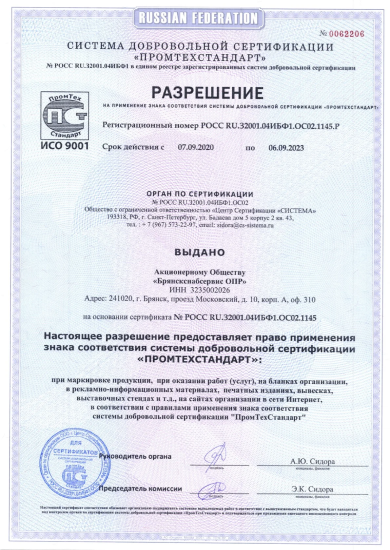 RUSSIAN FEDERATION
№ 0062206
СИСТЕМА ДОБРОВОЛЬНОЙ СЕРТИФИКАЦИИ
«ПРОМТЕХСТАНДАРТ»
№ РОСС RU.32001.04ИБФ1 в едином реестре зарегистрированных систем добровольной сертификации
ПромТех
ПСТ
Стандарт
ИСО 9001
РАЗРЕШЕНИЕ
НА ПРИМЕНЕНИЕ ЗНАКА СООТВЕТСТВИЯ СИСТЕМЫ ДОБРОВОЛЬНОЙ СЕРТИФИКАЦИИ «ПРОМТЕХСТАНДАРТ»
Регистрационный номер РОСС RU.32001.04ИБФ1.ОС02.1145.Р
Срок действия с 07.09.2020 по 06.09.2023
ОРГАН ПО СЕРТИФИКАЦИИ
№ РОСС RU.32001.04ИБФ1.ОС02
Общество с ограниченной ответственностью «Центр Сертификации «СИСТЕМА»
193318, РФ, г. Санкт-Петербург, ул. Бадаева дом 5 корпус 2 кв. 43,
тел. : + 7 (967) 573-22-97, email: sidora@cs-sistema.ru
ВЫДАНО
Акционерному Обществу
«Брянскснабсервис ОПР»
ИНН 3235002026
Адрес: 241020, г. Брянск, проезд Московский, д. 10, корп. А, оф. 310
на основании сертификата № РОСС RU.32001.04ИБФ1.ОС02.1145
Настоящее разрешение предоставляет право применения
знака соответствия системы добровольной сертификации
«ПРОМТЕХСТАНДАРТ»:
при маркировке продукции, при оказании работ (услуг), на бланках организации,
в рекламно-информационных материалах, печатных изданиях, вывесках,
выставочных стендах и т.д., на сайтах организации в сети Интернет,
в соответствии с правилами применения знака соответствия
системы добровольной сертификации "ПромТехСтандарт"
ДЛЯ
СЕРТИФИКАТОВ
Руководитель органа
А.Ю. Сидора
Председатель комиссии
Э.К. Сидора